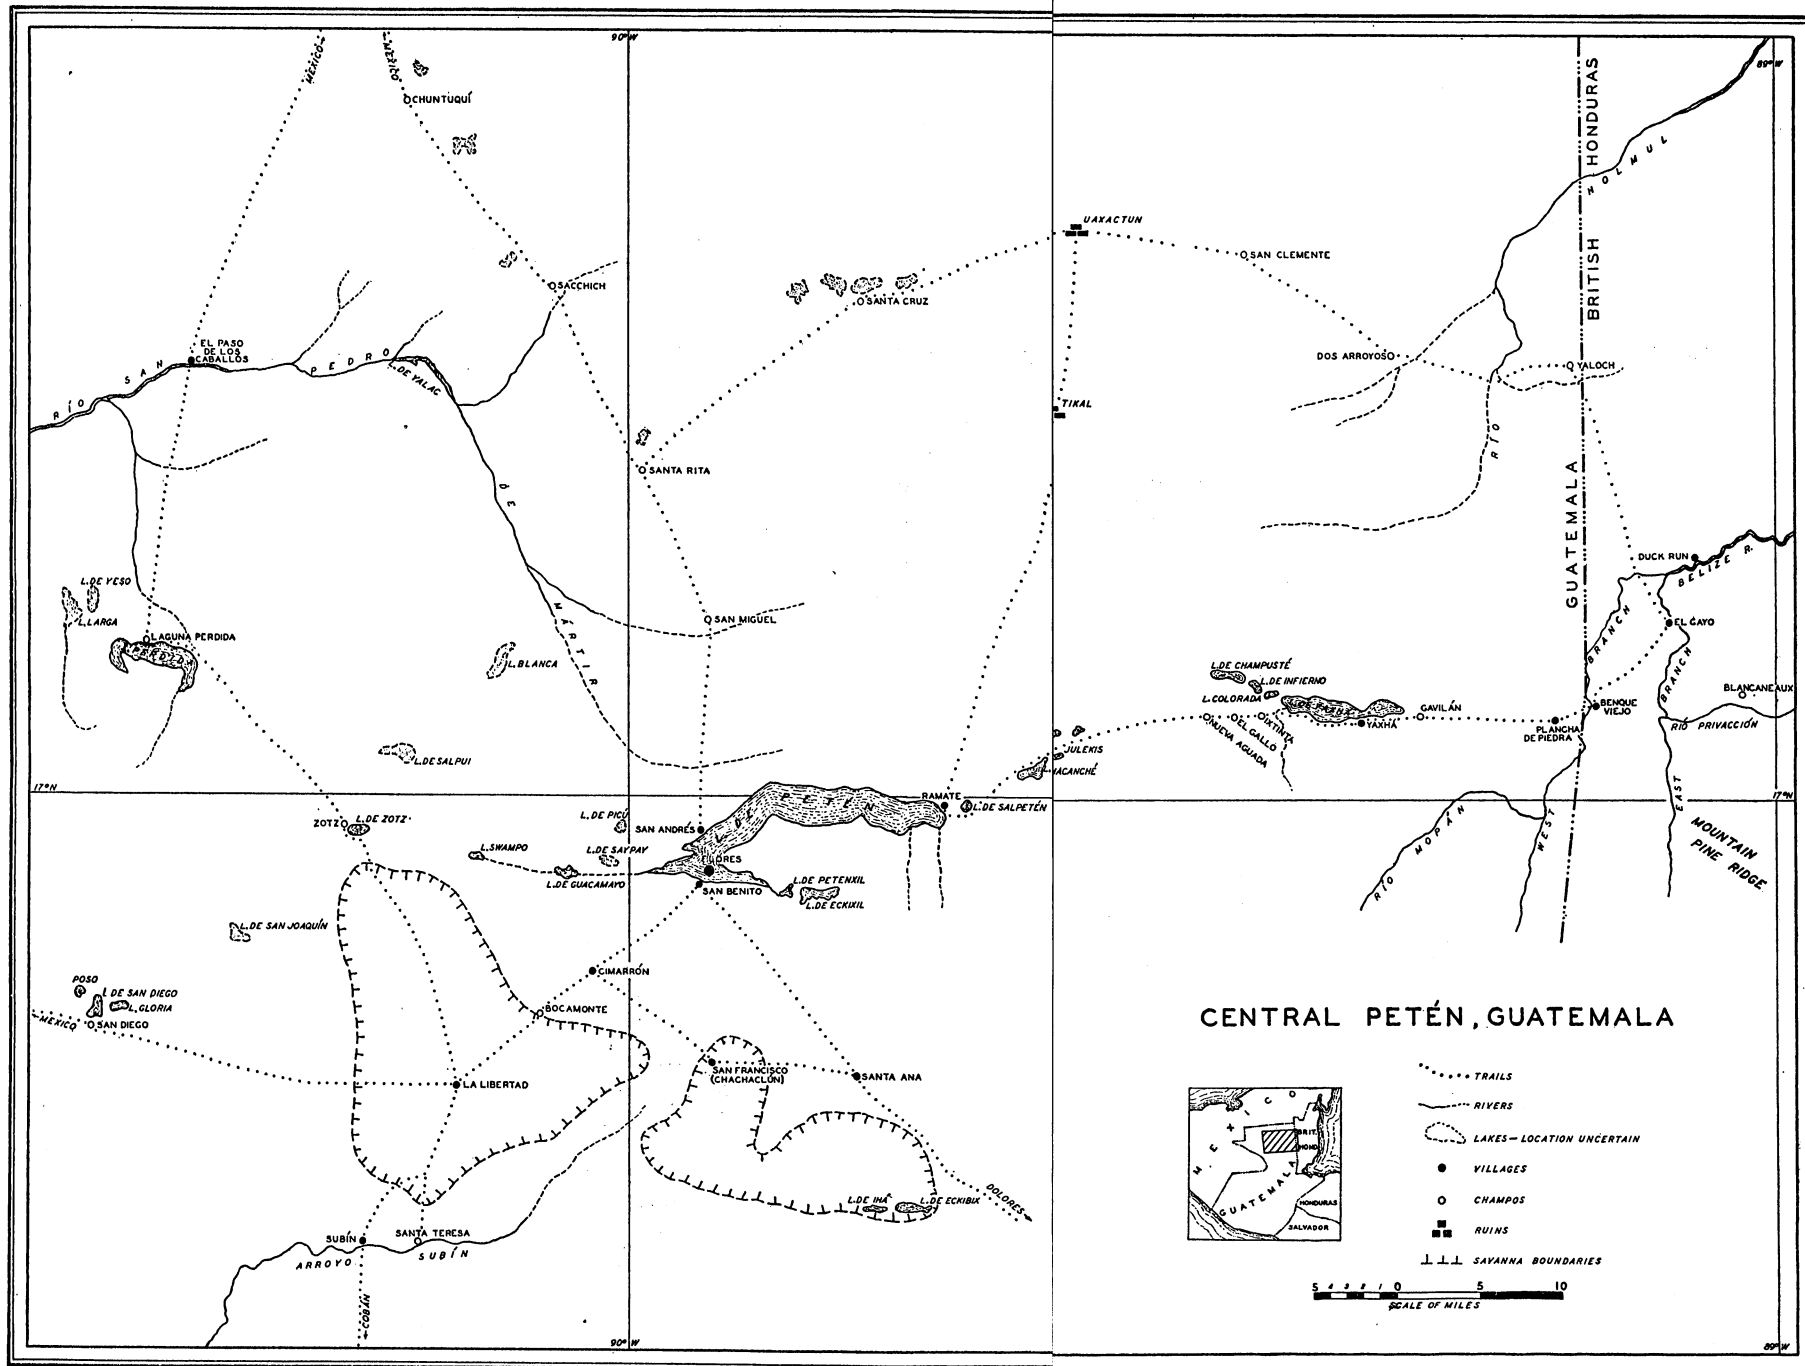 90° W
89° W
MEXICO
MEXICO
CHUNTUQUÍ
BRITISH HONDURAS
HOLMUL
UAXACTUN
SAN CLEMENTE
SACCHICH
SANTA CRUZ
EL PASO
DE LOS
CABALLOS
RÍO SAN PEDRO DE MÁRTIR
L. DE YALAC
DOS ARROYOS
YALOCH
TIKAL
RÍO
SANTA RITA
GUATEMALA
DUCK RUN
BELIZE R.
L. DE YESO
L. LARGA
LAGUNA PERDIDA
PERDIDA
SAN MIGUEL
EL CAYO
BRANCH
BRANCH
L. BLANCA
L. DE CHAMPUSTÉ
L. DE INFIERNO
L. COLORADA
L. DE YAXHÁ
BLANCANEAUX
GAVILÁN
BENQUE
VIEJO
YAXHÁ
IXTINTA
EL GALLO
NUEVA AGUADA
PLANCHA
DE PIEDRA
RÍO PRIVACCIÓN
L. DE SALPUI
JULEKIS
L. MACANCHÉ
17° N
17° N
L. DE PETÉN
RAMATE
L. DE SALPETÉN
EAST
ZOTZ
L. DE ZOTZ
L. DE PICÚ
SAN ANDRÉS
RÍO MOPÁN
WEST
MOUNTAIN
PINE RIDGE
L. SWAMPO
L. DE SAYPAY
FLORES
L. DE GUACAMAYO
SAN BENITO
L. DE PETENXIL
L. DE ECKIXIL
L. DE SAN JOAQUÍN
CIMARRÓN
POSO
L. DE SAN DIEGO
L. GLORIA
MEXICO
SAN DIEGO
BOCAMONTE
CENTRAL PETÉN, GUATEMALA
SAN FRANCISCO
(CHACHACLÚN)
SANTA ANA
LA LIBERTAD
TRAILS
RIVERS
LAKES—LOCATION UNCERTAIN
VILLAGES
CHAMPOS
RUINS
SAVANNA BOUNDARIES
MEXICO
BRIT.
HOND.
GUATEMALA
HONDURAS
SALVADOR
L. DE IHÁ
L. DE ECKIBIX
DOLORES
SUBÍN
SANTA TERESA
ARROYO SUBÍN
COBÁN
5 4 3 2 1 0 5 10
SCALE OF MILES
90° W
89° W